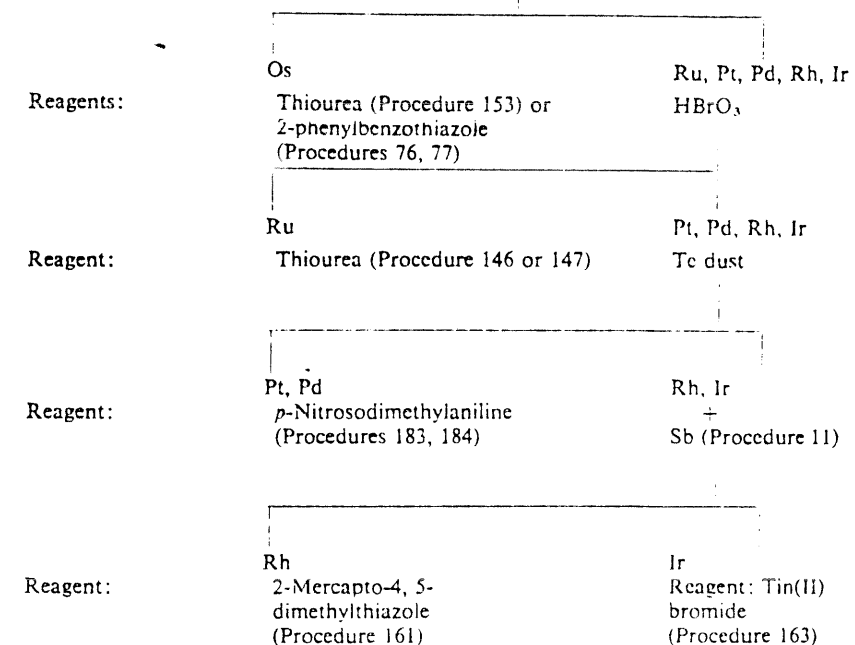 Os Ru, Pt, Pd, Rh, Ir
Reagents: Thiourea (Procedure 153) or HBrO₃
2-phenylbenzothiazole
(Procedures 76, 77)
Ru Pt, Pd, Rh, Ir
Reagent: Thiourea (Procedure 146 or 147) Te dust
Pt, Pd Rh, Ir
Reagent: p-Nitrosodimethylaniline +
(Procedures 183, 184) Sb (Procedure 11)
Rh Ir
Reagent: 2-Mercapto-4, 5- Reagent: Tin(II)
dimethylthiazole bromide
(Procedure 161) (Procedure 163)